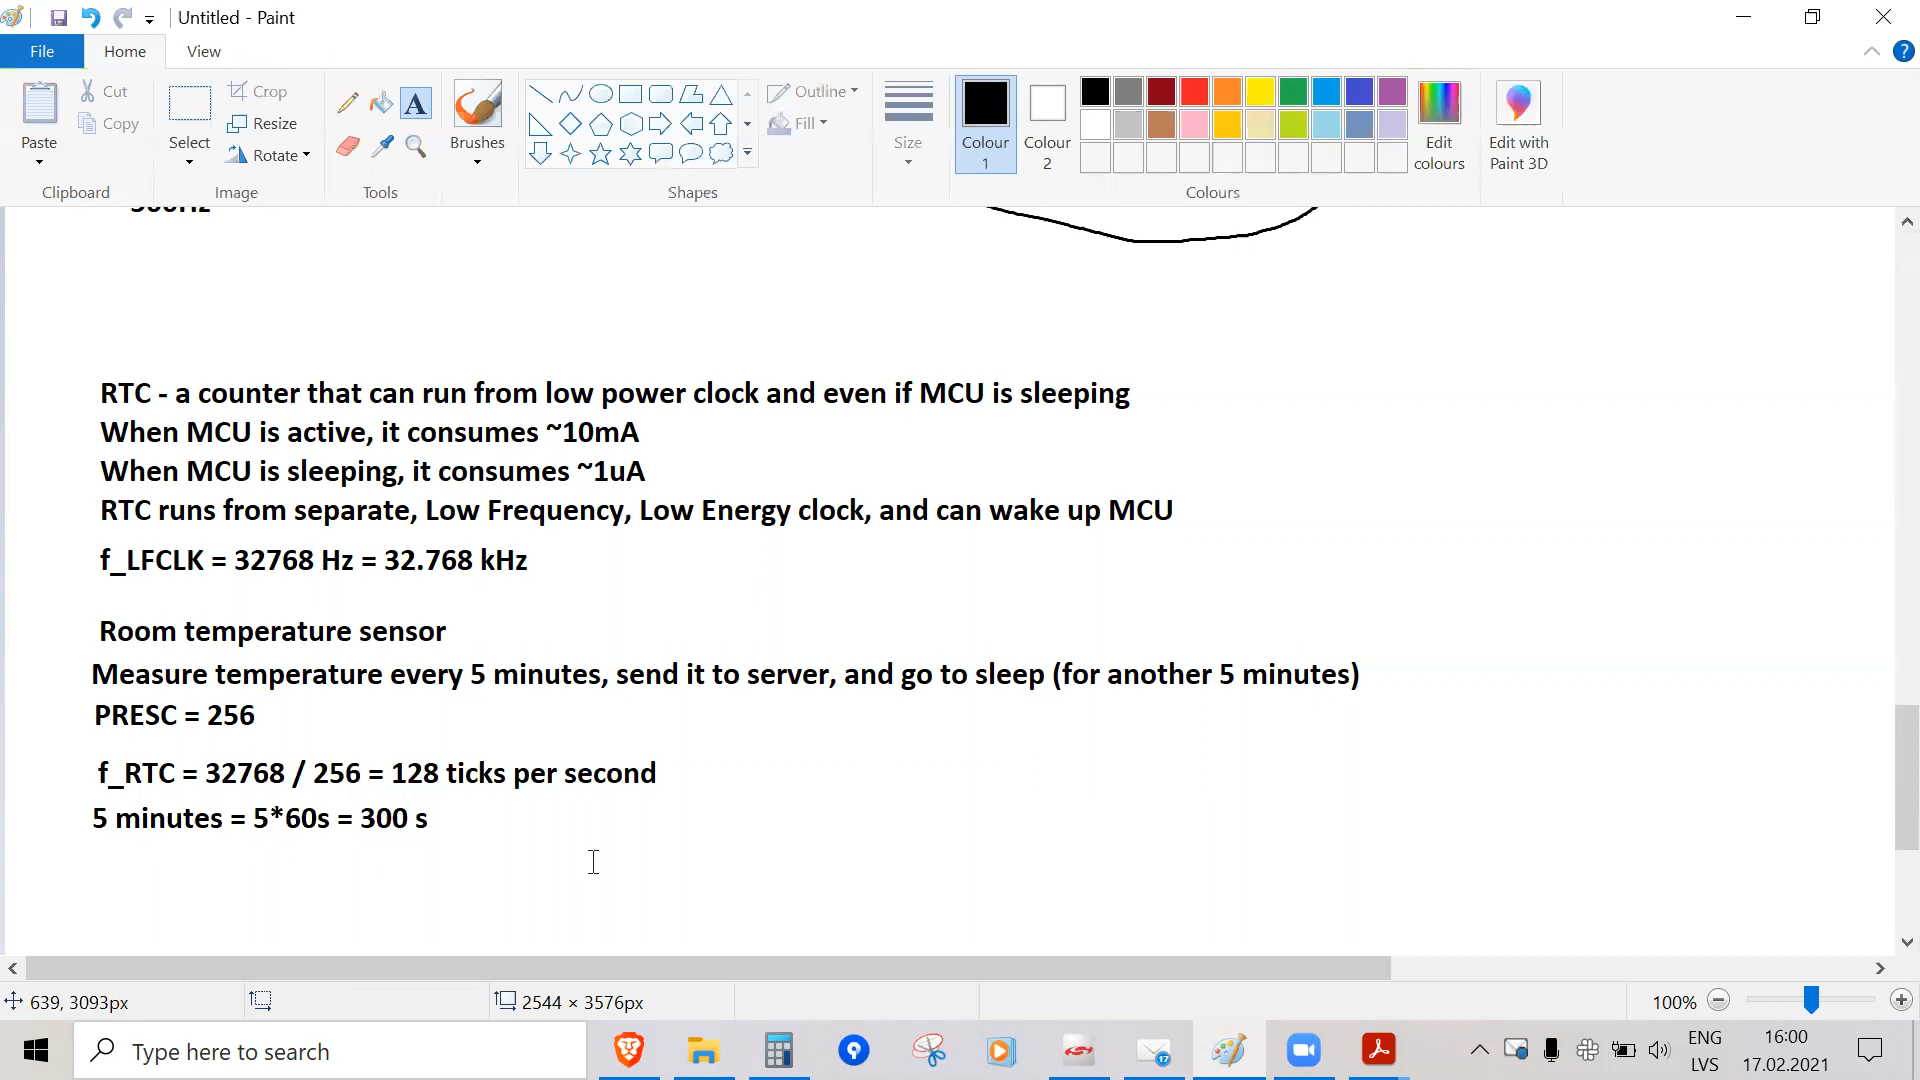 Untitled - Paint
File
Home
View
Paste
Cut
Copy
Clipboard
Select
Crop
Resize
Rotate
Image
Tools
Brushes
Shapes
Outline
Fill
Size
Colour 1
Colour 2
Edit colours
Colours
Edit with Paint 3D
RTC - a counter that can run from low power clock and even if MCU is sleeping
When MCU is active, it consumes ~10mA
When MCU is sleeping, it consumes ~1uA
RTC runs from separate, Low Frequency, Low Energy clock, and can wake up MCU
f_LFCLK = 32768 Hz = 32.768 kHz
Room temperature sensor
Measure temperature every 5 minutes, send it to server, and go to sleep (for another 5 minutes)
PRESC = 256
f_RTC = 32768 / 256 = 128 ticks per second
5 minutes = 5*60s = 300 s
639, 3093px
2544 × 3576px
100%
Type here to search
17
ENG
LVS
16:00
17.02.2021